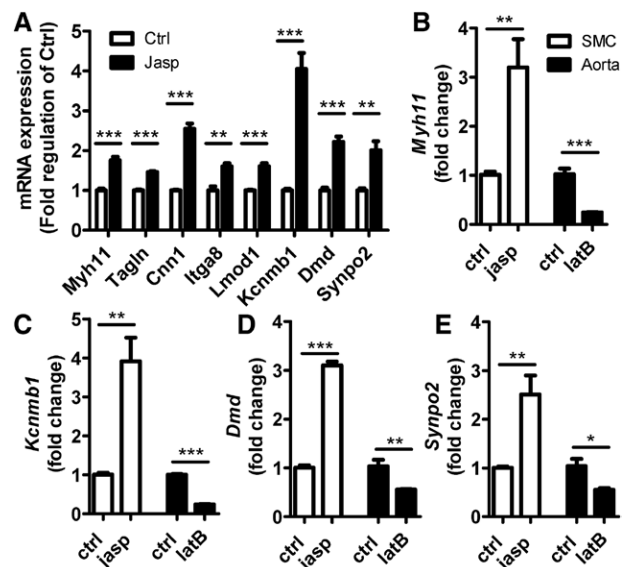 A
mRNA expression
(Fold regulation of Ctrl)
5
4
3
2
1
0
Ctrl
Jasp
***
***
***
**
***
***
***
**
Myh11
Tagln
Cnn1
Itga8
Lmod1
Kcnmb1
Dmd
Synpo2
B
Myh11
(fold change)
4
3
2
1
0
SMC
Aorta
**
***
ctrl
jasp
ctrl
latB
C
Kcnmb1
(fold change)
5
4
3
2
1
0
**
***
ctrl
jasp
ctrl
latB
D
Dmd
(fold change)
4
3
2
1
0
***
**
ctrl
jasp
ctrl
latB
E
Synpo2
(fold change)
4
3
2
1
0
**
*
ctrl
jasp
ctrl
latB